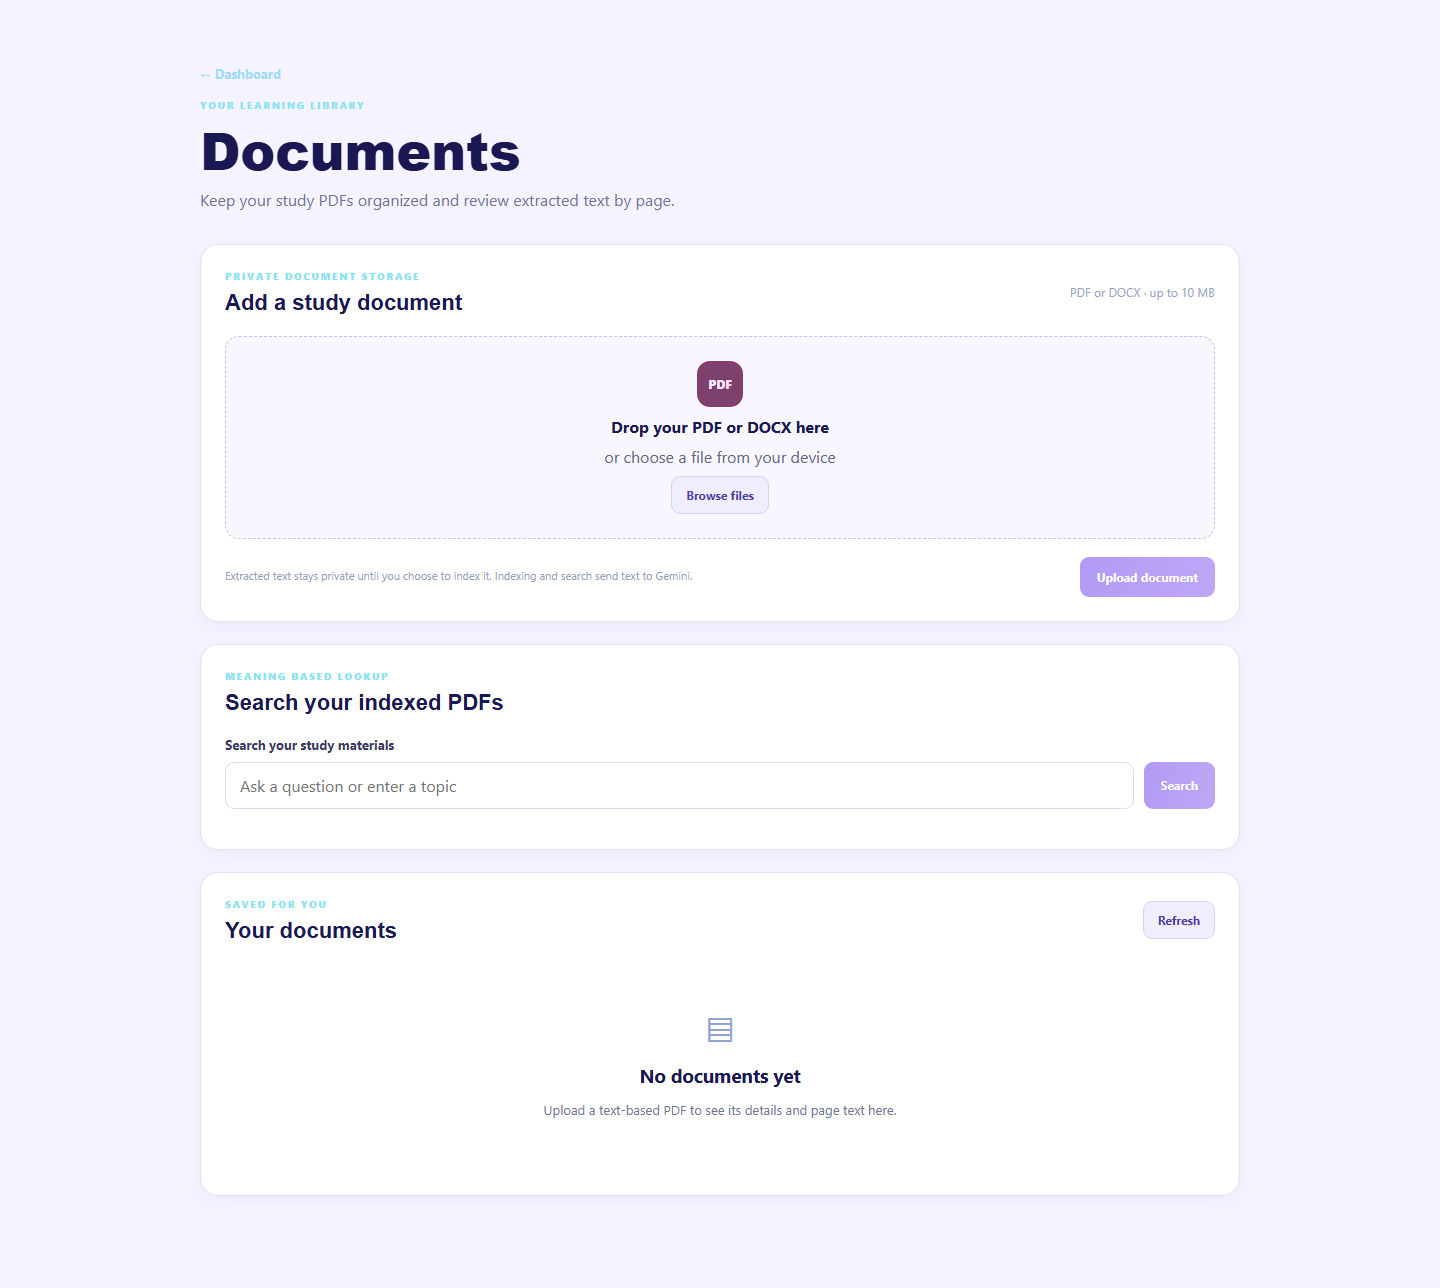 ← Dashboard
YOUR LEARNING LIBRARY
Documents
Keep your study PDFs organized and review extracted text by page.
PRIVATE DOCUMENT STORAGE
Add a study document
PDF or DOCX · up to 10 MB
PDF
Drop your PDF or DOCX here
or choose a file from your device
Browse files
Extracted text stays private until you choose to index it. Indexing and search send text to Gemini.
Upload document
MEANING BASED LOOKUP
Search your indexed PDFs
Search your study materials
Ask a question or enter a topic
Search
SAVED FOR YOU
Your documents
Refresh
No documents yet
Upload a text-based PDF to see its details and page text here.